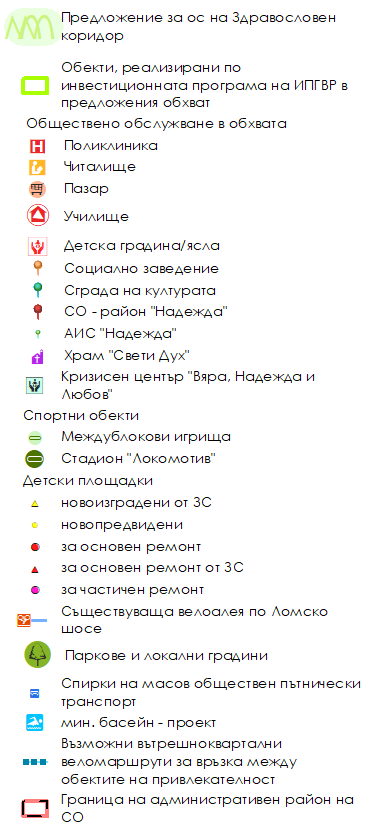 Предложение за ос на Здравословен
коридор
Обекти, реализирани по
инвестиционната програма на ИПГВР в
предложения обхват
Обществено обслужване в обхвата
H Поликлиника
Читалище
Пазар
Училище
Детска градина/ясла
Социално заведение
Сграда на културата
СО - район "Надежда"
АИС "Надежда"
Храм "Свети Дух"
Кризисен център "Вяра, Надежда и
Любов"
Спортни обекти
Междублокови игрища
Стадион "Локомотив"
Детски площадки
новоизградени от ЗС
новопредвидени
за основен ремонт
за основен ремонт от ЗС
за частичен ремонт
Съществуваща велоалея по Ломско
шосе
Паркове и локални градини
Спирки на масов обществен пътнически
транспорт
мин. басейн - проект
Възможни вътрешноквартални
веломаршрути за връзка между
обектите на привлекателност
Граница на административен район на
СО